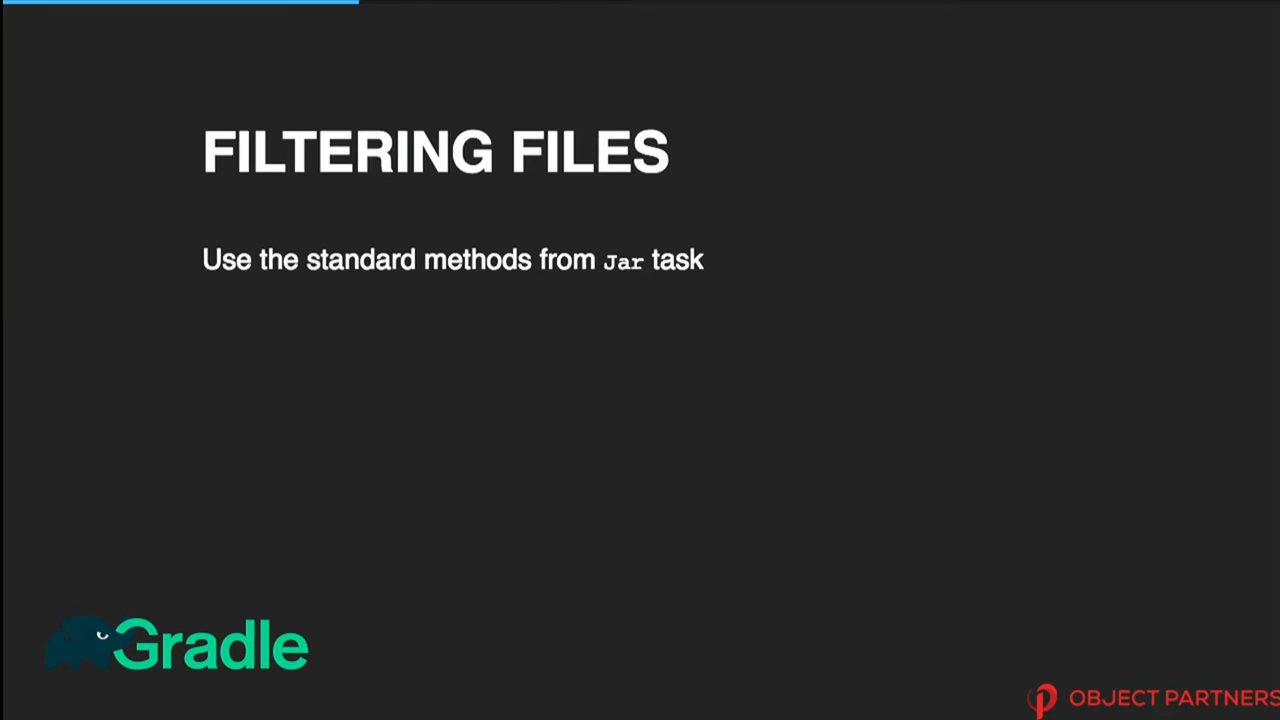 FILTERING FILES
Use the standard methods from Jar task
Gradle
OBJECT PARTNERS